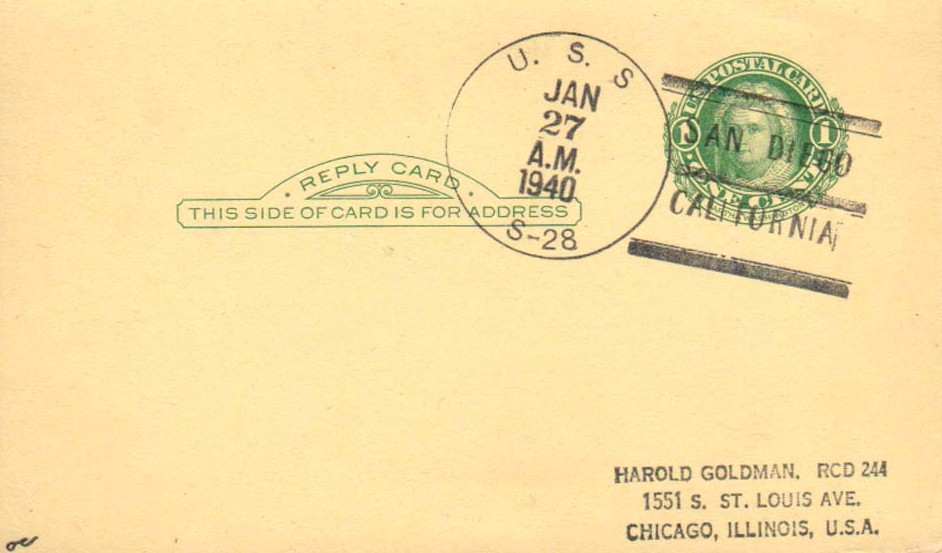 U. S. S
JAN
27
A.M.
1940
S-28
U.S. POSTAL CARD
1 1
ONE CENT
SAN DIEGO
CALIFORNIA
REPLY CARD
THIS SIDE OF CARD IS FOR ADDRESS
HAROLD GOLDMAN. RCD 244
1551 S. ST. LOUIS AVE.
CHICAGO, ILLINOIS, U.S.A.